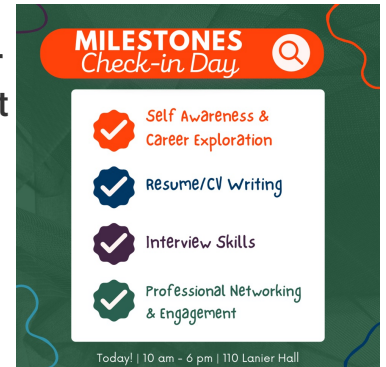 MILESTONES
Check-in Day
t
Self Awareness &
Career Exploration
Resume/CV Writing
Interview Skills
Professional Networking
& Engagement
Today! | 10 am - 6 pm | 110 Lanier Hall